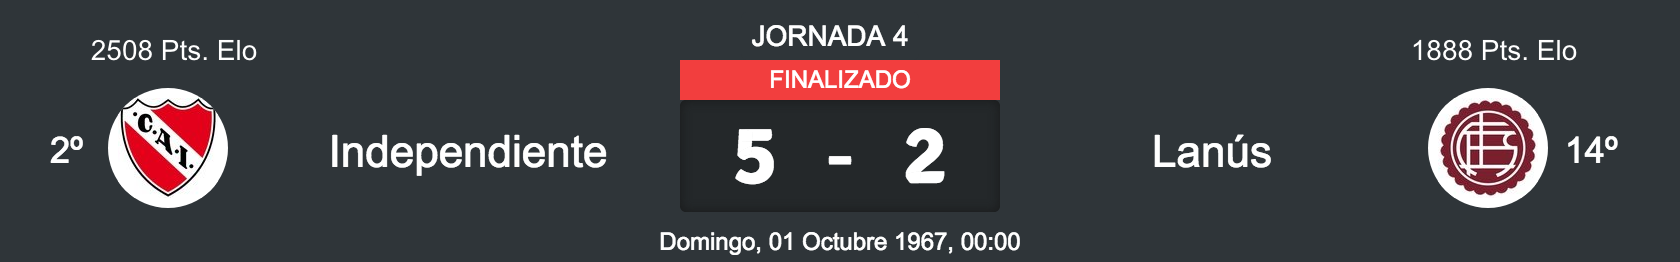 JORNADA 4
2508 Pts. Elo
1888 Pts. Elo
FINALIZADO
2º
C.A.I.
Independiente
5 - 2
Lanús
14º
Domingo, 01 Octubre 1967, 00:00